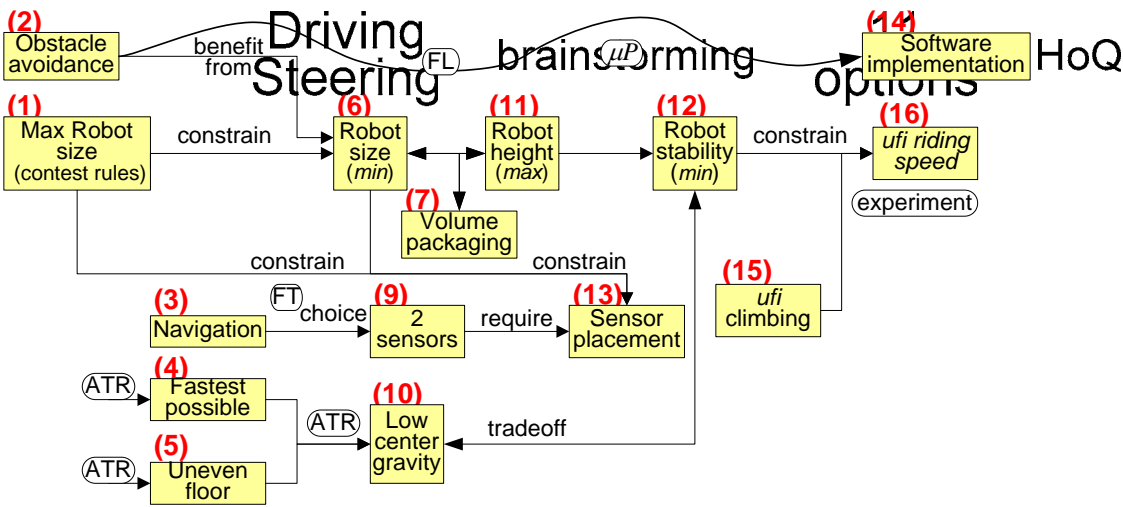 (2)
Obstacle
avoidance
benefit
from
Driving
Steering
FL
brainstorming
μP
11
options
HoQ
(14)
Software
implementation
(1)
Max Robot
size
(contest rules)
constrain
(6)
Robot
size
(min)
(11)
Robot
height
(max)
(12)
Robot
stability
(min)
constrain
(16)
ufi riding
speed
experiment
(7)
Volume
packaging
constrain
constrain
(15)
ufi
climbing
(3)
Navigation
FT
choice
(9)
2
sensors
require
(13)
Sensor
placement
(4)
ATR
Fastest
possible
(10)
ATR
Low
center
gravity
tradeoff
(5)
ATR
Uneven
floor